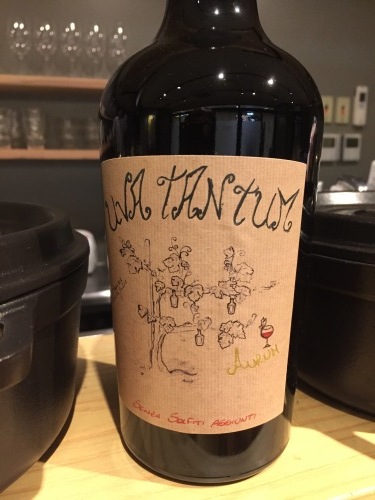 UVA TANTUM
AURUM
SENZA SOLFITI AGGIUNTI